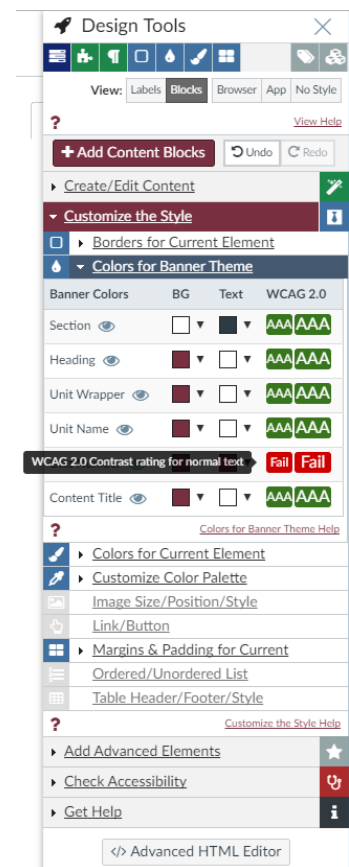 Design Tools
View: Labels Blocks Browser App No Style
? View Help
+ Add Content Blocks Undo Redo
Create/Edit Content
Customize the Style
Borders for Current Element
Colors for Banner Theme
Banner Colors BG Text WCAG 2.0
Section AAA AAA
Heading AAA AAA
Unit Wrapper AAA AAA
Unit Name AAA AAA
WCAG 2.0 Contrast rating for normal text Fail Fail
Content Title AAA AAA
? Colors for Banner Theme Help
Colors for Current Element
Customize Color Palette
Image Size/Position/Style
Link/Button
Margins & Padding for Current
Ordered/Unordered List
Table Header/Footer/Style
? Customize the Style Help
Add Advanced Elements
Check Accessibility
Get Help
</> Advanced HTML Editor